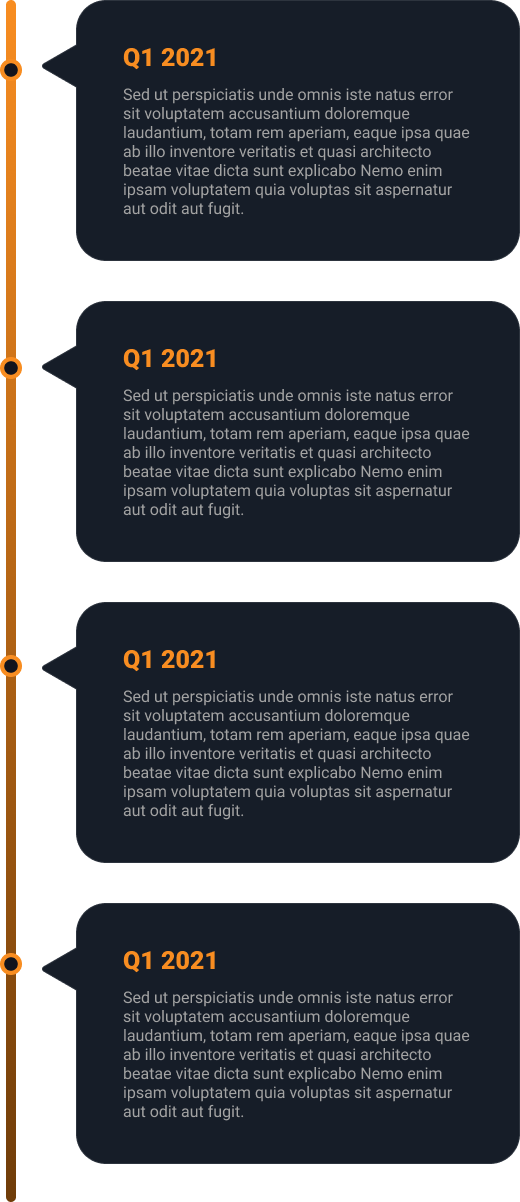 Q1 2021
Sed ut perspiciatis unde omnis iste natus error
sit voluptatem accusantium doloremque
laudantium, totam rem aperiam, eaque ipsa quae
ab illo inventore veritatis et quasi architecto
beatae vitae dicta sunt explicabo Nemo enim
ipsam voluptatem quia voluptas sit aspernatur
aut odit aut fugit.
Q1 2021
Sed ut perspiciatis unde omnis iste natus error
sit voluptatem accusantium doloremque
laudantium, totam rem aperiam, eaque ipsa quae
ab illo inventore veritatis et quasi architecto
beatae vitae dicta sunt explicabo Nemo enim
ipsam voluptatem quia voluptas sit aspernatur
aut odit aut fugit.
Q1 2021
Sed ut perspiciatis unde omnis iste natus error
sit voluptatem accusantium doloremque
laudantium, totam rem aperiam, eaque ipsa quae
ab illo inventore veritatis et quasi architecto
beatae vitae dicta sunt explicabo Nemo enim
ipsam voluptatem quia voluptas sit aspernatur
aut odit aut fugit.
Q1 2021
Sed ut perspiciatis unde omnis iste natus error
sit voluptatem accusantium doloremque
laudantium, totam rem aperiam, eaque ipsa quae
ab illo inventore veritatis et quasi architecto
beatae vitae dicta sunt explicabo Nemo enim
ipsam voluptatem quia voluptas sit aspernatur
aut odit aut fugit.